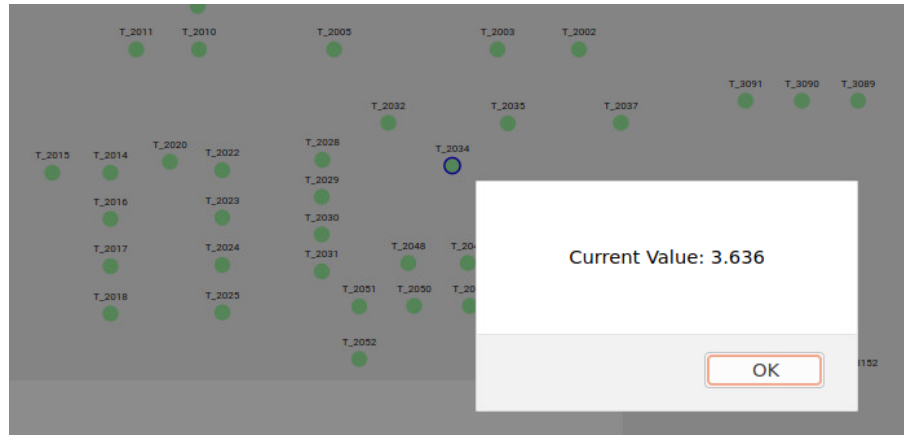 T_2011 T_2010 T_2005 T_2003 T_2002
T_3091 T_3090 T_3089
T_2032 T_2035 T_2037
T_2015 T_2014 T_2020 T_2022 T_2028 T_2034
T_2029
T_2016 T_2023
T_2030
T_2017 T_2024 T_2031 T_2048
T_2018 T_2025 T_2051 T_2050
T_2052
Current Value: 3.636
OK